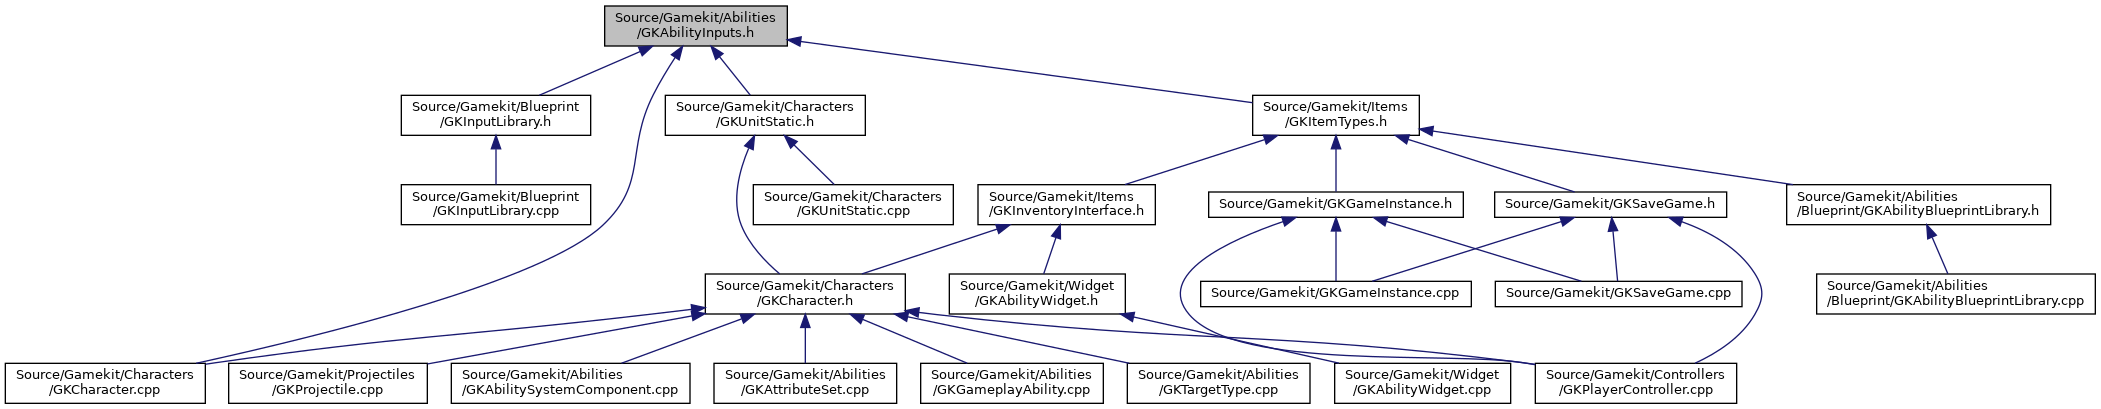 Source/Gamekit/Abilities
/GKAbilityInputs.h
Source/Gamekit/Blueprint
/GKInputLibrary.h
Source/Gamekit/Characters
/GKUnitStatic.h
Source/Gamekit/Items
/GKItemTypes.h
Source/Gamekit/Blueprint
/GKInputLibrary.cpp
Source/Gamekit/Characters
/GKUnitStatic.cpp
Source/Gamekit/Items
/GKInventoryInterface.h
Source/Gamekit/GKGameInstance.h
Source/Gamekit/GKSaveGame.h
Source/Gamekit/Abilities
/Blueprint/GKAbilityBlueprintLibrary.h
Source/Gamekit/Characters
/GKCharacter.h
Source/Gamekit/Widget
/GKAbilityWidget.h
Source/Gamekit/GKGameInstance.cpp
Source/Gamekit/GKSaveGame.cpp
Source/Gamekit/Abilities
/Blueprint/GKAbilityBlueprintLibrary.cpp
Source/Gamekit/Characters
/GKCharacter.cpp
Source/Gamekit/Projectiles
/GKProjectile.cpp
Source/Gamekit/Abilities
/GKAbilitySystemComponent.cpp
Source/Gamekit/Abilities
/GKAttributeSet.cpp
Source/Gamekit/Abilities
/GKGameplayAbility.cpp
Source/Gamekit/Abilities
/GKTargetType.cpp
Source/Gamekit/Widget
/GKAbilityWidget.cpp
Source/Gamekit/Controllers
/GKPlayerController.cpp